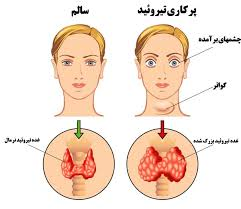 پرکاری تیروئید
سالم
چشمهای برآمده
گواتر
غده تیروئید بزرگ شده
غده تیروئید نرمال